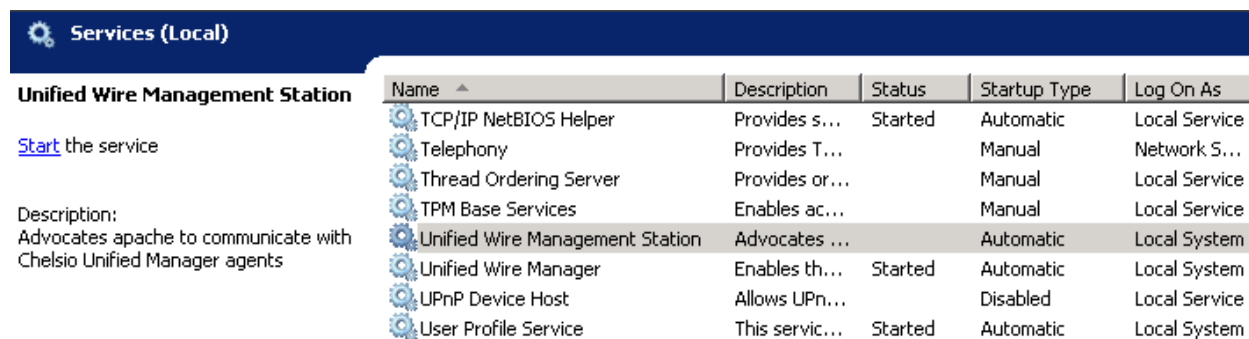 Services (Local)
Unified Wire Management Station
Start the service
Description:
Advocates apache to communicate with
Chelsio Unified Manager agents
Name Description Status Startup Type Log On As
TCP/IP NetBIOS Helper Provides s... Started Automatic Local Service
Telephony Provides T... Manual Network S...
Thread Ordering Server Provides or... Manual Local Service
TPM Base Services Enables ac... Manual Local Service
Unified Wire Management Station Advocates ... Automatic Local System
Unified Wire Manager Enables th... Started Automatic Local System
UPnP Device Host Allows UPn... Disabled Local Service
User Profile Service This servic... Started Automatic Local System